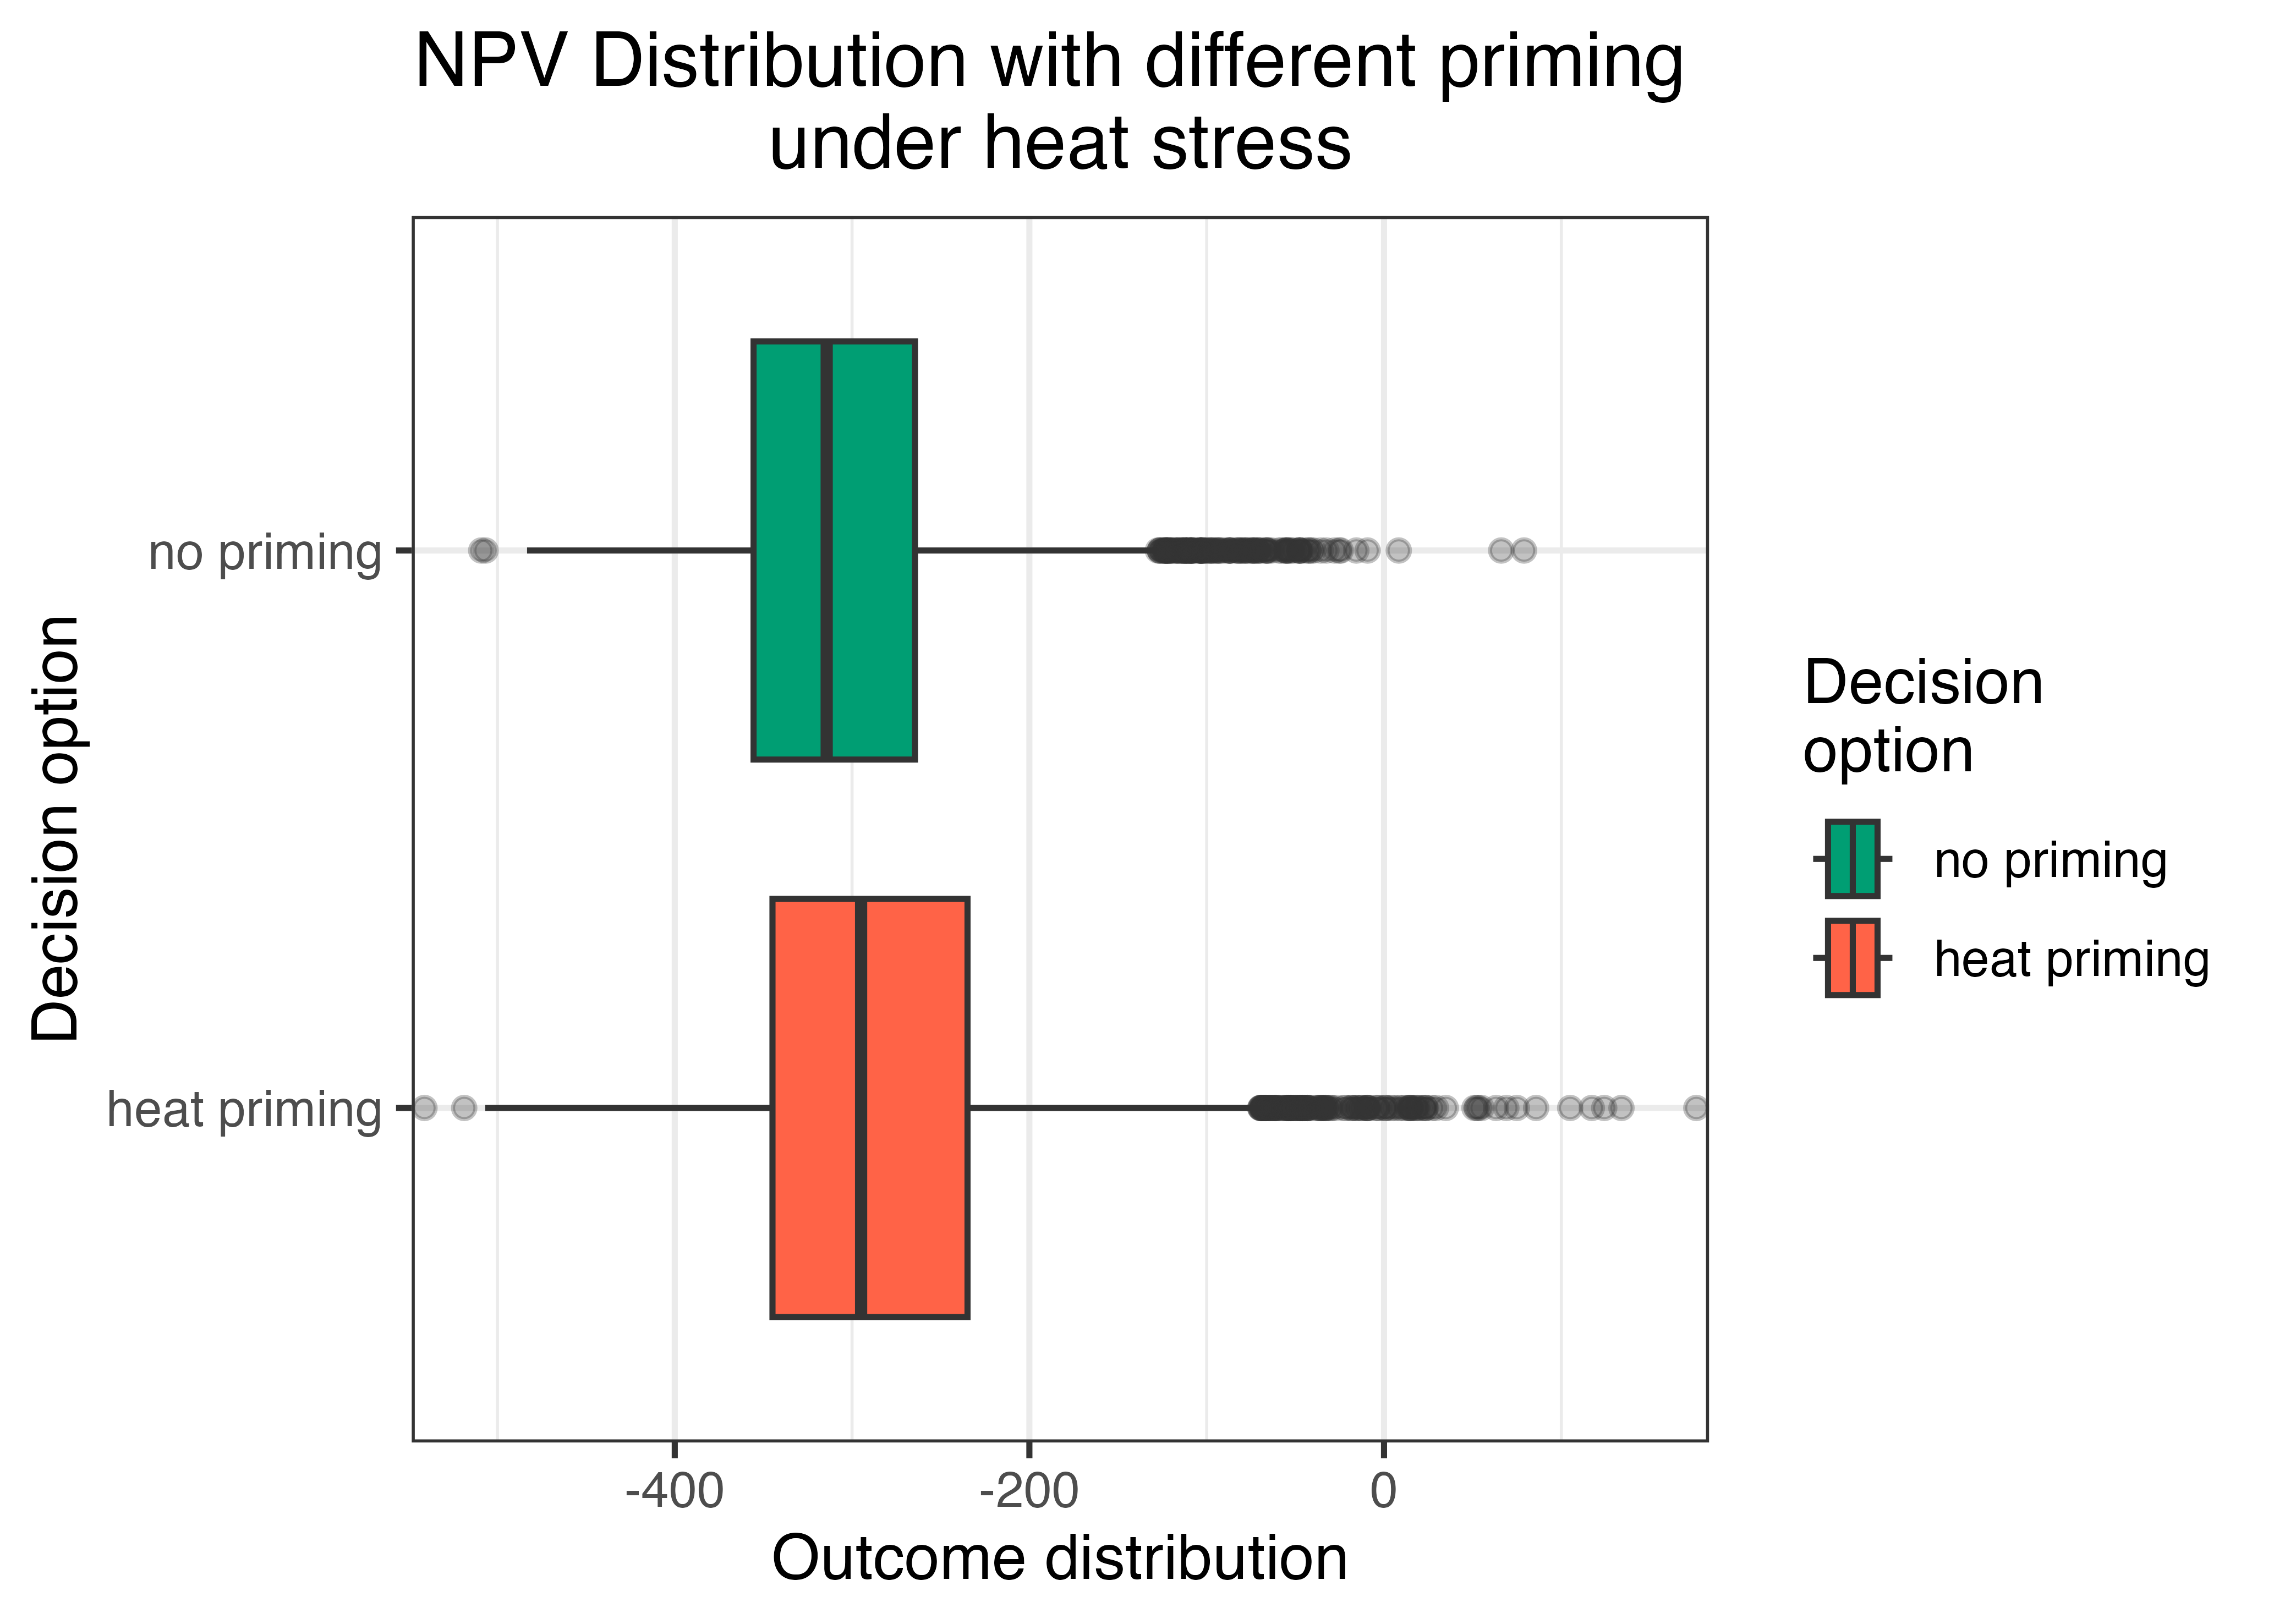 NPV Distribution with different priming
under heat stress
Decision option
no priming
heat priming
-400
-200
0
Outcome distribution
Decision
option
no priming
heat priming